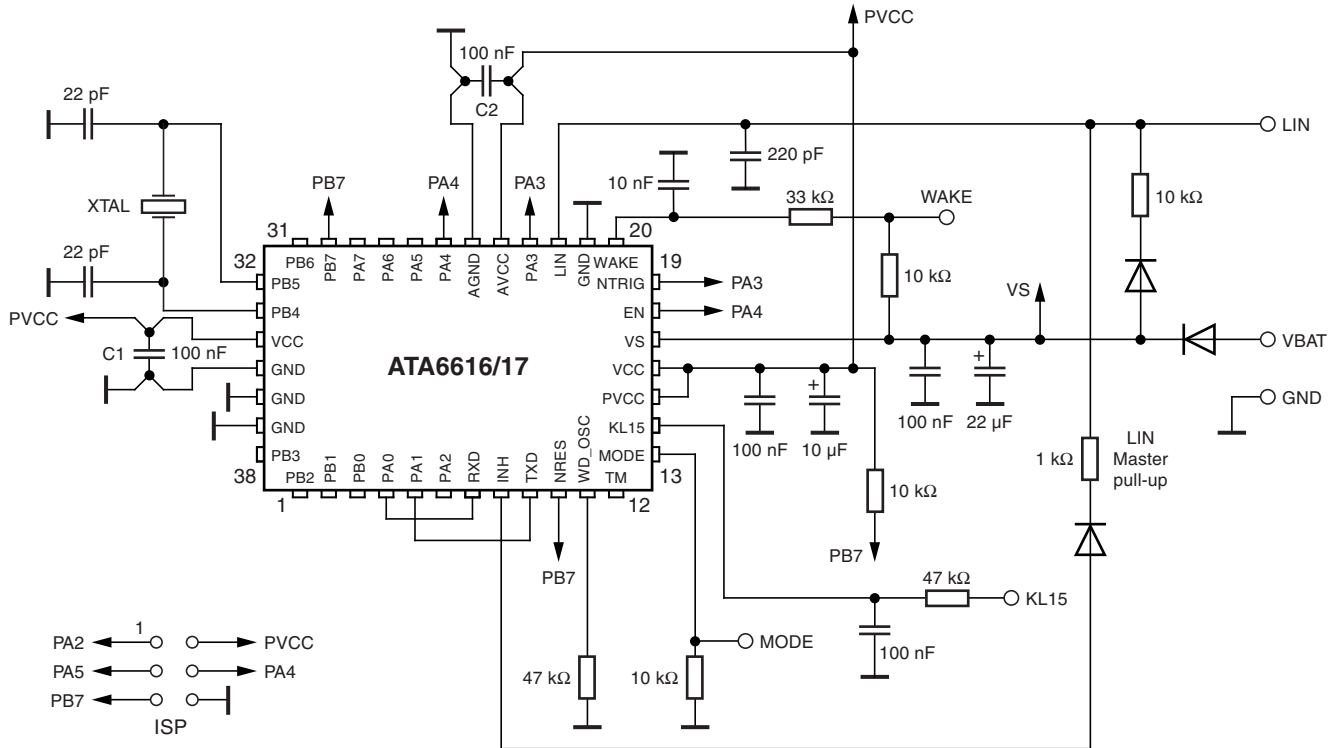 PVCC
100 nF
C2
22 pF
LIN
220 pF
10 nF
PB7
PA4
PA3
XTAL
33 kΩ
WAKE
10 kΩ
31
20
22 pF
PB6
PB7
PA7
PA6
PA5
PA4
AGND
AVCC
PA3
LIN
GND
WAKE
32
19
PB5
NTRIG
PA3
10 kΩ
VS
PB4
EN
PA4
PVCC
VCC
VS
VBAT
C1
100 nF
ATA6616/17
GND
VCC
GND
PVCC
100 nF
22 µF
GND
GND
KL15
100 nF
10 µF
PB3
MODE
LIN
Master
pull-up
1 kΩ
38
13
PB2
PB1
PB0
PA0
PA1
PA2
RXD
INH
TXD
NRES
WD_OSC
TM
1
12
10 kΩ
PB7
PB7
47 kΩ
KL15
PA2
1
PVCC
MODE
100 nF
PA5
PA4
47 kΩ
10 kΩ
PB7
ISP
+
+